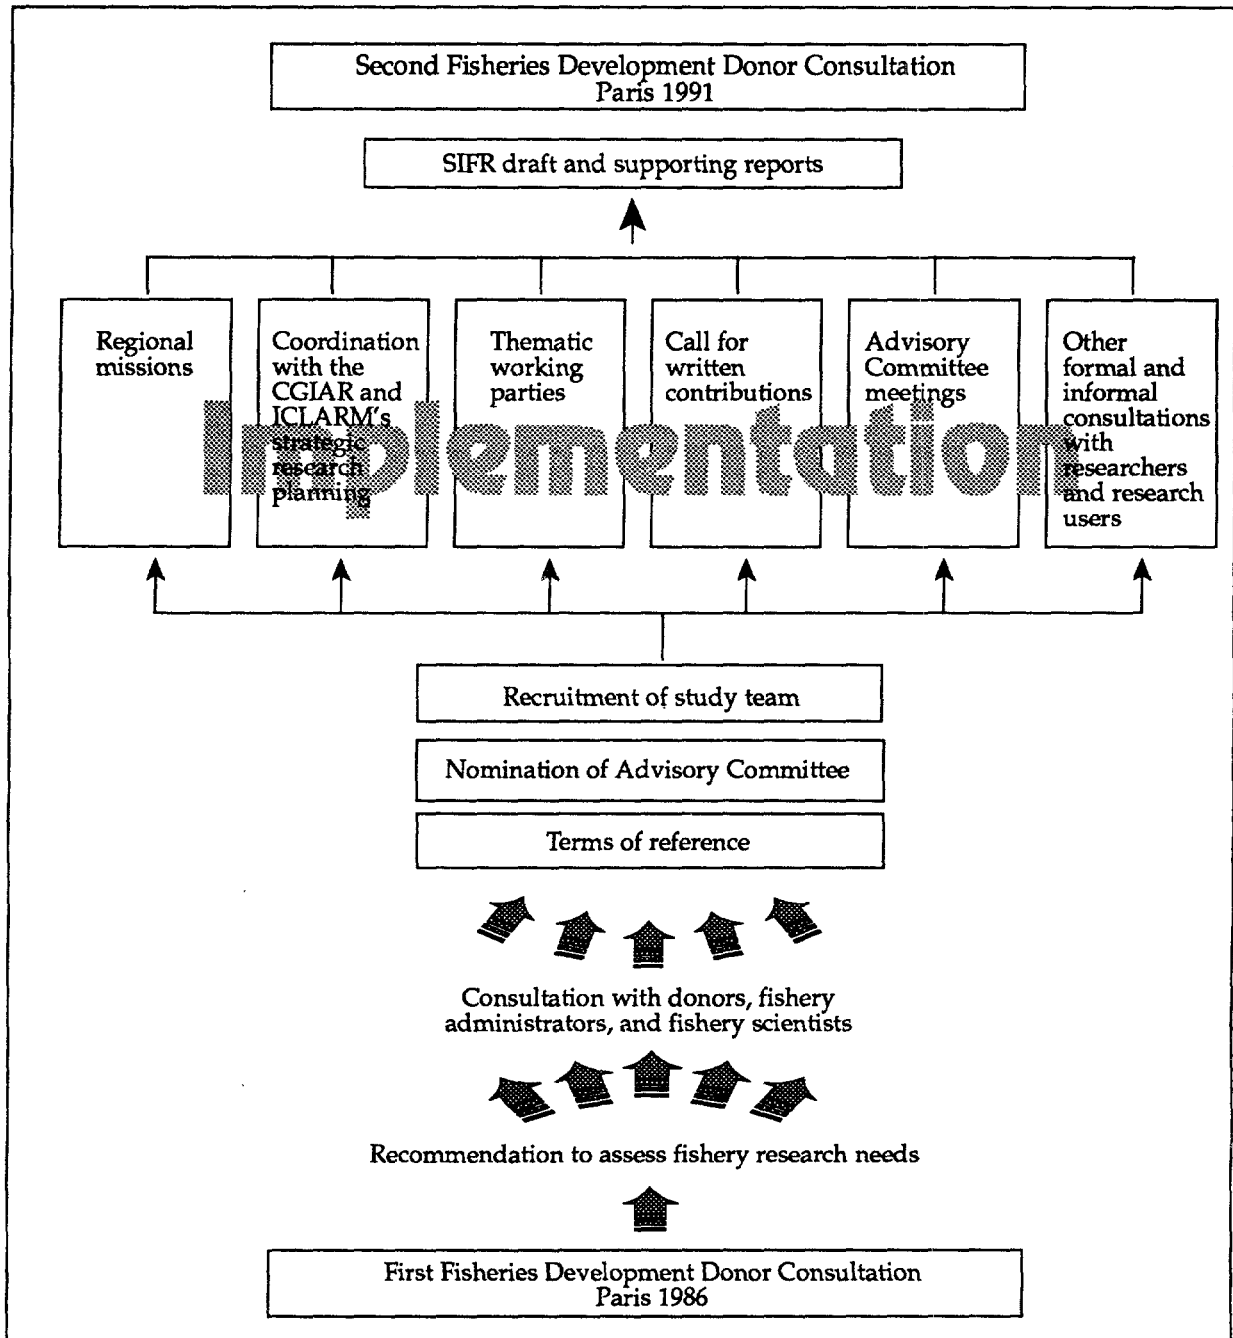 Second Fisheries Development Donor Consultation
Paris 1991
SIFR draft and supporting reports
Regional
missions
Coordination
with the
CGIAR and
ICLARM's
strategic
research
planning
Thematic
working
parties
Call for
written
contributions
Advisory
Committee
meetings
Other
formal and
informal
consultations
with
researchers
and research
users
Implementation
Recruitment of study team
Nomination of Advisory Committee
Terms of reference
Consultation with donors, fishery
administrators, and fishery scientists
Recommendation to assess fishery research needs
First Fisheries Development Donor Consultation
Paris 1986